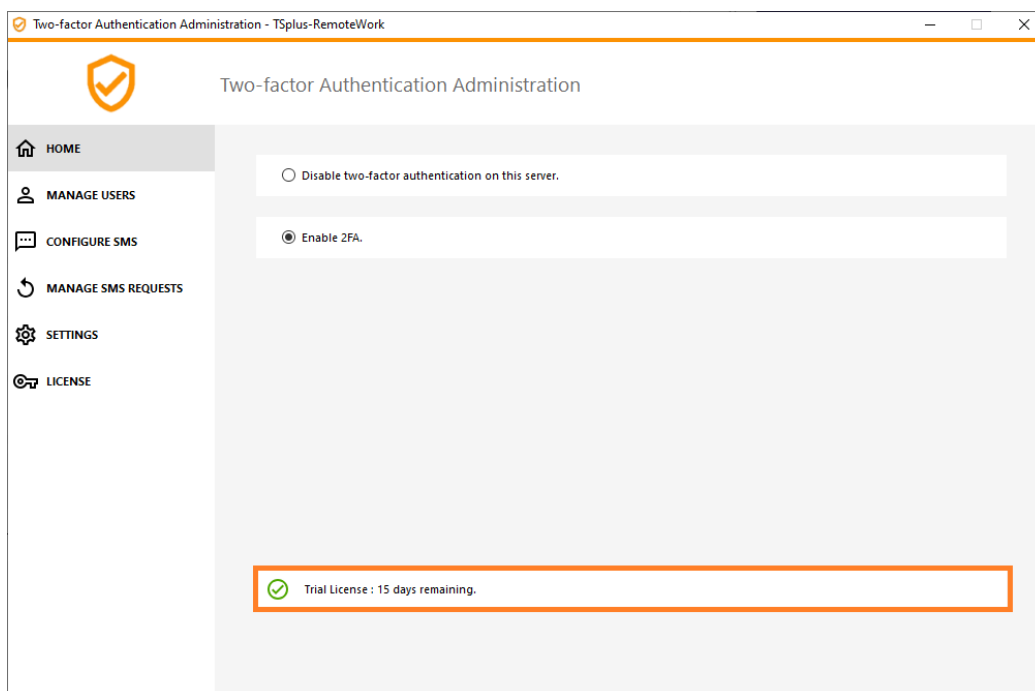 Two-factor Authentication Administration - TSplus-RemoteWork
Two-factor Authentication Administration
HOME
MANAGE USERS
CONFIGURE SMS
MANAGE SMS REQUESTS
SETTINGS
LICENSE
Disable two-factor authentication on this server.
Enable 2FA.
Trial License : 15 days remaining.